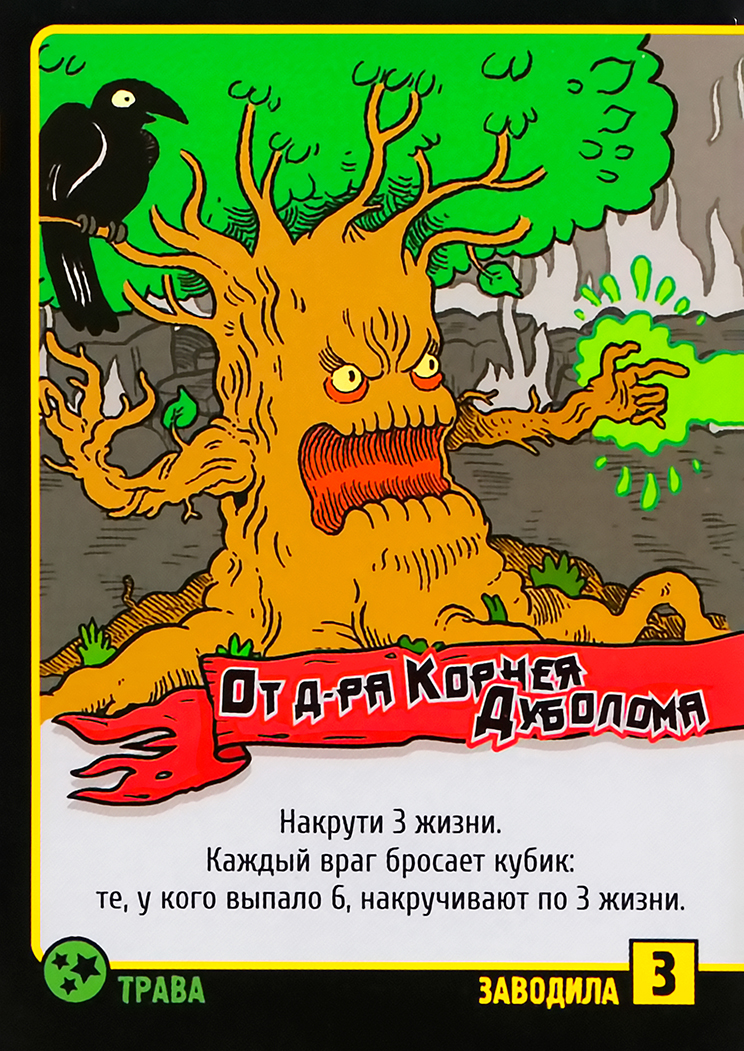 От д-ра Корчея
Дуболома
Накрути 3 жизни.
Каждый враг бросает кубик:
те, у кого выпало 6, накручивают по 3 жизни.
ТРАВА
ЗАВОДИЛА 3